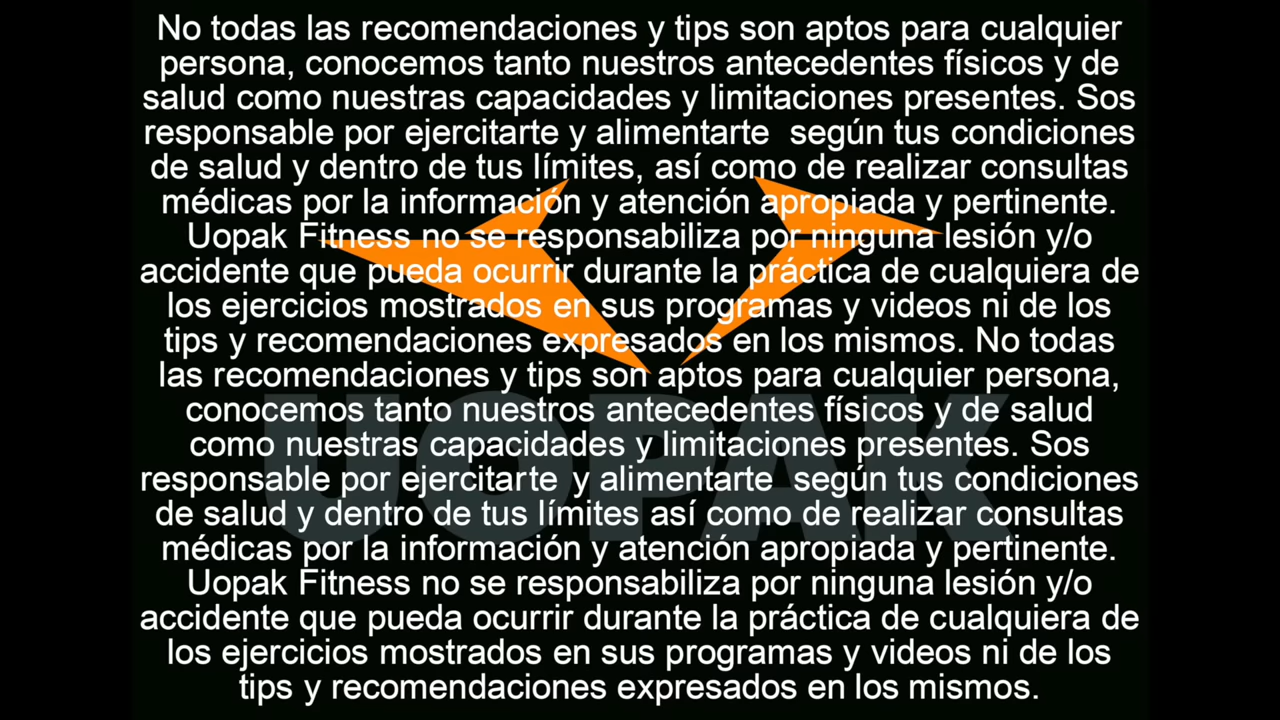 No todas las recomendaciones y tips son aptos para cualquier
persona, conocemos tanto nuestros antecedentes físicos y de
salud como nuestras capacidades y limitaciones presentes. Sos
responsable por ejercitarte y alimentarte  según tus condiciones
de salud y dentro de tus límites, así como de realizar consultas
médicas por la información y atención apropiada y pertinente.
Uopak Fitness no se responsabiliza por ninguna lesión y/o
accidente que pueda ocurrir durante la práctica de cualquiera de
los ejercicios mostrados en sus programas y videos ni de los
tips y recomendaciones expresados en los mismos. No todas
las recomendaciones y tips son aptos para cualquier persona,
conocemos tanto nuestros antecedentes físicos y de salud
como nuestras capacidades y limitaciones presentes. Sos
responsable por ejercitarte y alimentarte  según tus condiciones
de salud y dentro de tus límites así como de realizar consultas
médicas por la información y atención apropiada y pertinente.
Uopak Fitness no se responsabiliza por ninguna lesión y/o
accidente que pueda ocurrir durante la práctica de cualquiera de
los ejercicios mostrados en sus programas y videos ni de los
tips y recomendaciones expresados en los mismos.
UOPAK